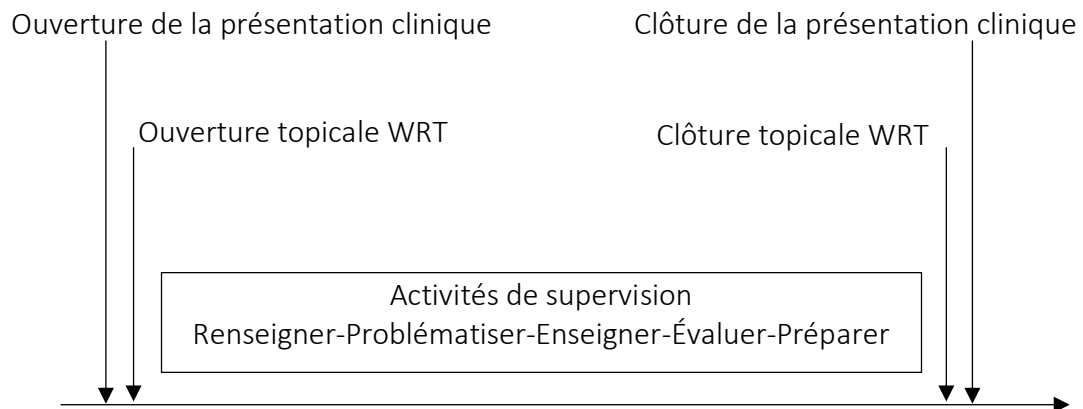 Ouverture de la présentation clinique
Clôture de la présentation clinique
Ouverture topicale WRT
Clôture topicale WRT
Activités de supervision
Renseigner-Problématiser-Enseigner-Évaluer-Préparer